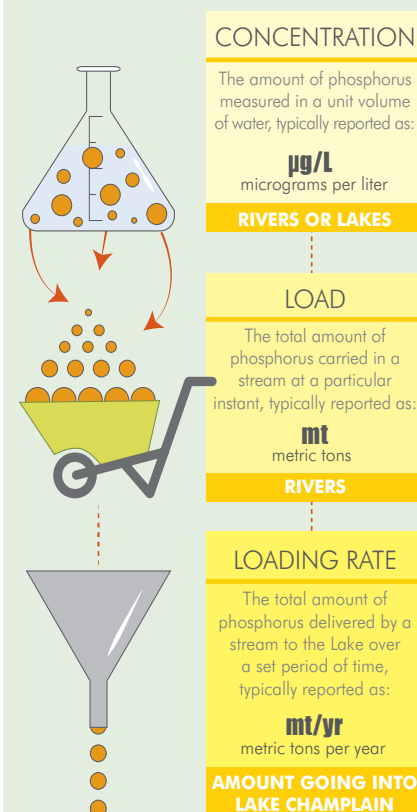 CONCENTRATION
The amount of phosphorus
measured in a unit volume
of water, typically reported as:
µg/L
micrograms per liter
RIVERS OR LAKES
LOAD
The total amount of
phosphorus carried in a
stream at a particular
instant, typically reported as:
mt
metric tons
RIVERS
LOADING RATE
The total amount of
phosphorus delivered by a
stream to the Lake over
a set period of time,
typically reported as:
mt/yr
metric tons per year
AMOUNT GOING INTO
LAKE CHAMPLAIN